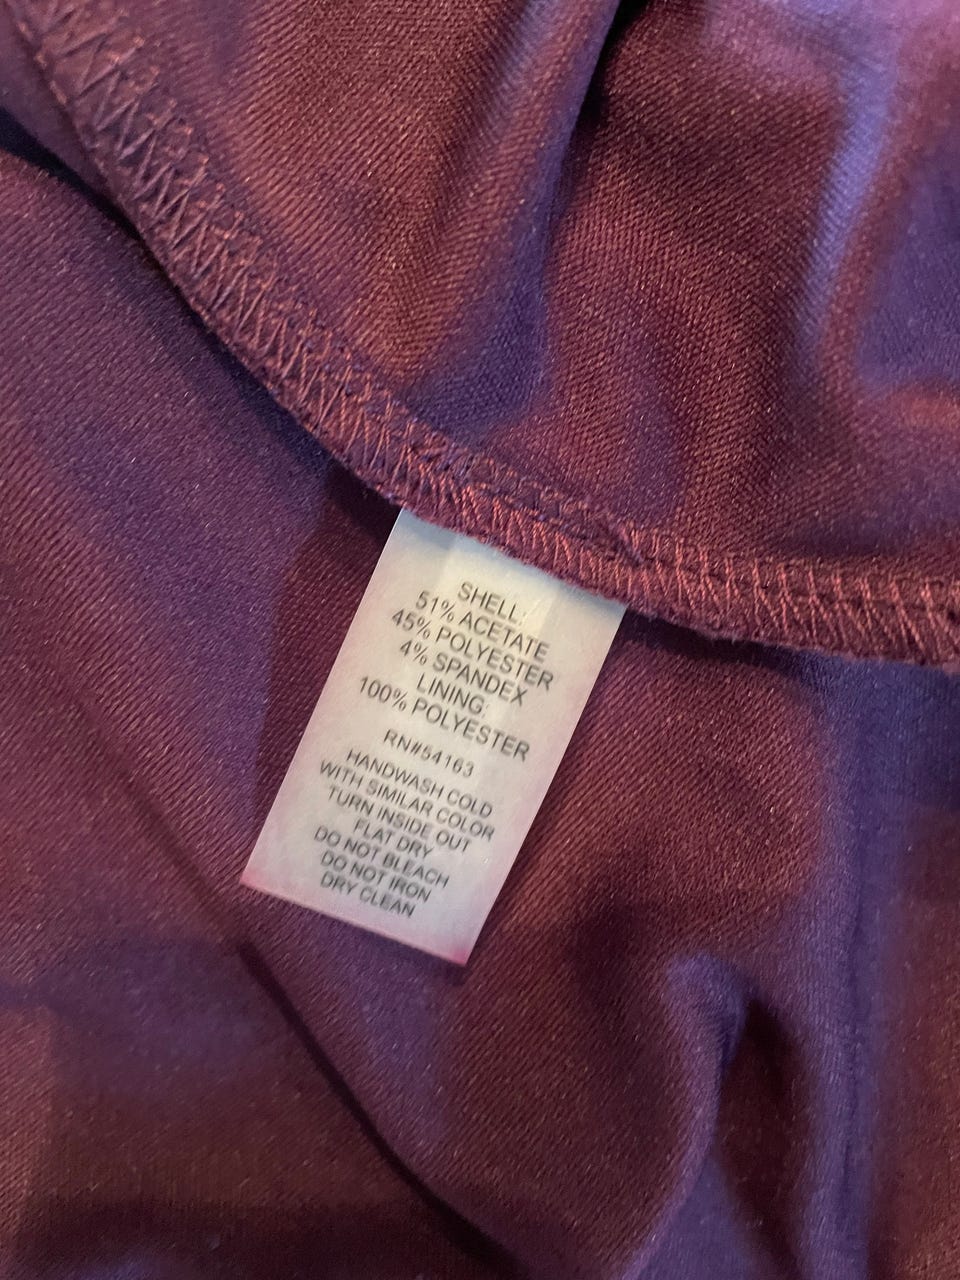 SHELL:
51% ACETATE
45% POLYESTER
4% SPANDEX
LINING:
100% POLYESTER
RN#54163
HANDWASH COLD
WITH SIMILAR COLOR
TURN INSIDE OUT
FLAT DRY
DO NOT BLEACH
DO NOT IRON
DRY CLEAN